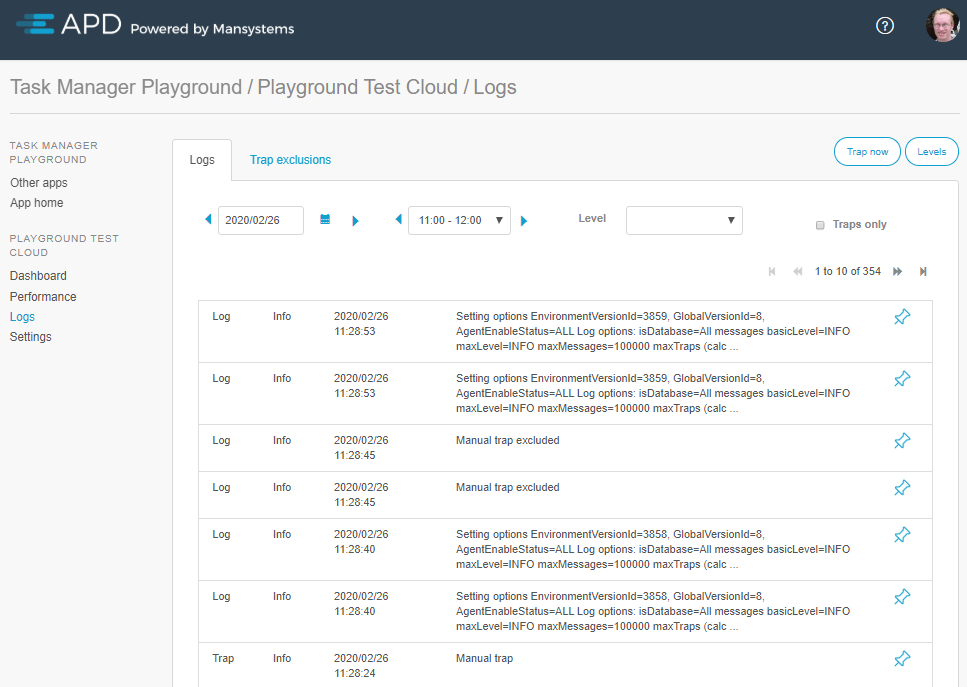 APD Powered by Mansystems
Task Manager Playground / Playground Test Cloud / Logs
TASK MANAGER
PLAYGROUND
Other apps
App home
PLAYGROUND TEST
CLOUD
Dashboard
Performance
Logs
Settings
Logs
Trap exclusions
Trap now
Levels
2020/02/26
11:00 - 12:00
Level
Traps only
1 to 10 of 354
Log Info 2020/02/26 Setting options EnvironmentVersionId=3859, GlobalVersionId=8,
11:28:53 AgentEnableStatus=ALL Log options: isDatabase=All messages basicLevel=INFO
maxLevel=INFO maxMessages=100000 maxTraps (calc ...
Log Info 2020/02/26 Setting options EnvironmentVersionId=3859, GlobalVersionId=8,
11:28:53 AgentEnableStatus=ALL Log options: isDatabase=All messages basicLevel=INFO
maxLevel=INFO maxMessages=100000 maxTraps (calc ...
Log Info 2020/02/26 Manual trap excluded
11:28:45
Log Info 2020/02/26 Manual trap excluded
11:28:45
Log Info 2020/02/26 Setting options EnvironmentVersionId=3858, GlobalVersionId=8,
11:28:40 AgentEnableStatus=ALL Log options: isDatabase=All messages basicLevel=INFO
maxLevel=INFO maxMessages=100000 maxTraps (calc ...
Log Info 2020/02/26 Setting options EnvironmentVersionId=3858, GlobalVersionId=8,
11:28:40 AgentEnableStatus=ALL Log options: isDatabase=All messages basicLevel=INFO
maxLevel=INFO maxMessages=100000 maxTraps (calc ...
Trap Info 2020/02/26 Manual trap
11:28:24